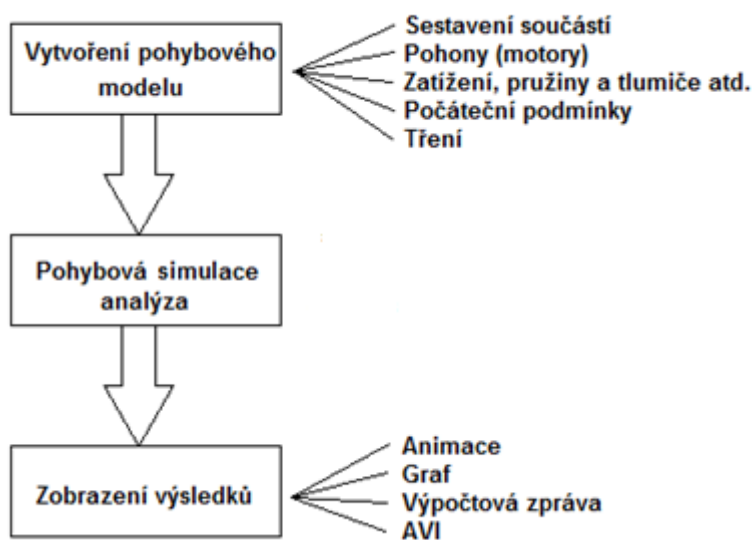 Vytvoření pohybového
modelu
Sestavení součástí
Pohony (motory)
Zatížení, pružiny a tlumiče atd.
Počáteční podmínky
Tření
Pohybová simulace
analýza
Zobrazení výsledků
Animace
Graf
Výpočtová zpráva
AVI